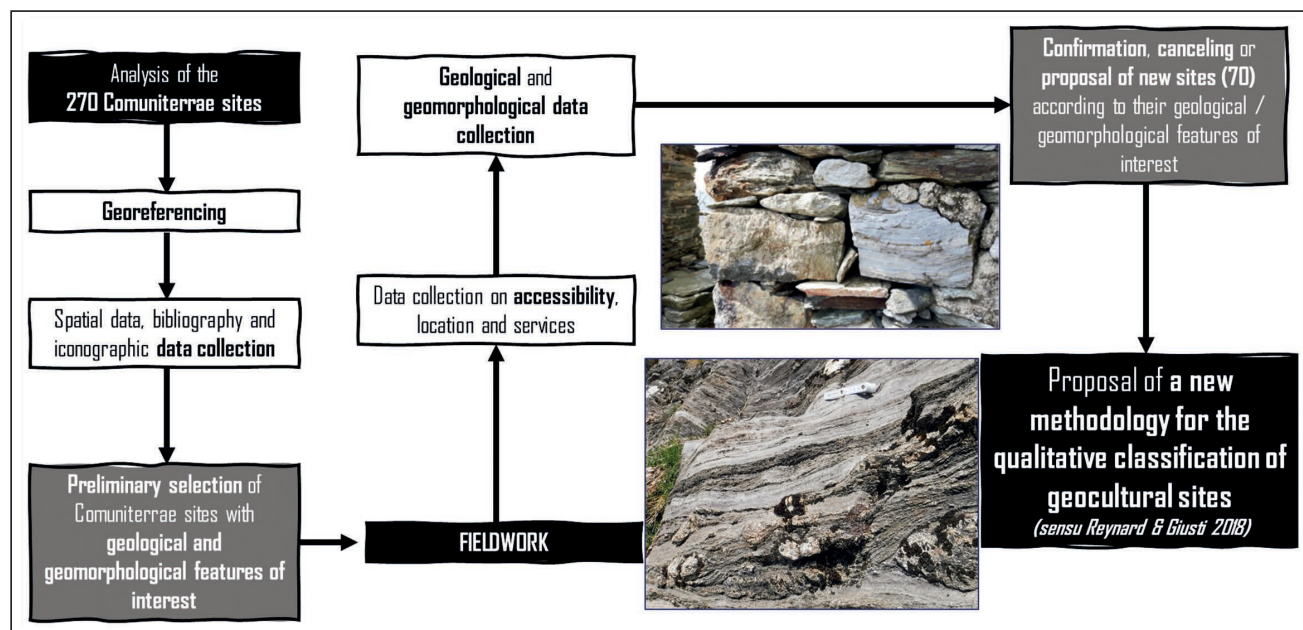 Analysis of the
270 Comuniterrae sites
Georeferencing
Spatial data, bibliography and
iconographic data collection
Preliminary selection of
Comuniterrae sites with
geological and
geomorphological features of
interest
FIELDWORK
Data collection on accessibility,
location and services
Geological and
geomorphological data
collection
Confirmation, canceling or
proposal of new sites (70)
according to their geological /
geomorphological features of
interest
Proposal of a new
methodology for the
qualitative classification of
geocultural sites
(sensu Reynard & Giusti 2018)